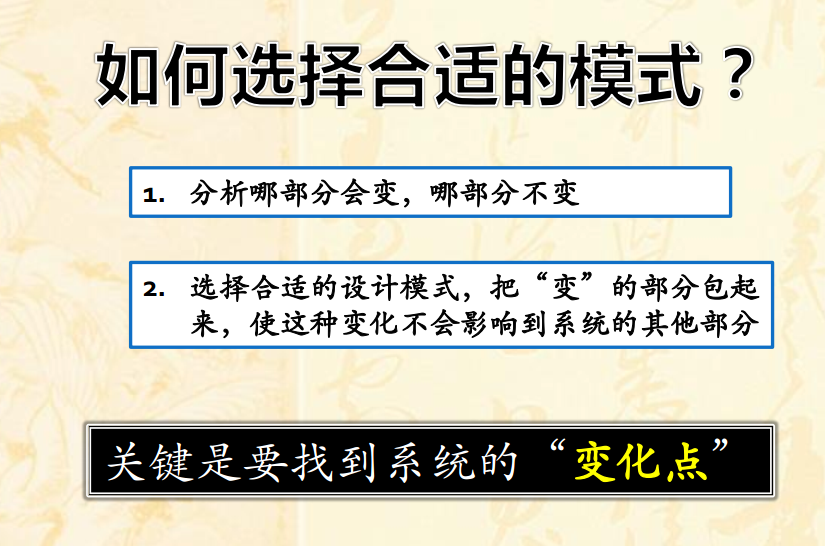 如何选择合适的模式？
1. 分析哪部分会变，哪部分不变
2. 选择合适的设计模式，把“变”的部分包起
来，使这种变化不会影响到系统的其他部分
关键是要找到系统的“变化点”